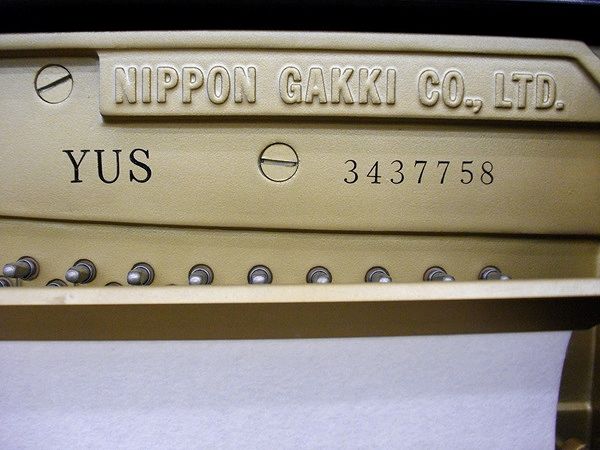 NIPPON GAKKI CO., LTD.
YUS 3437758